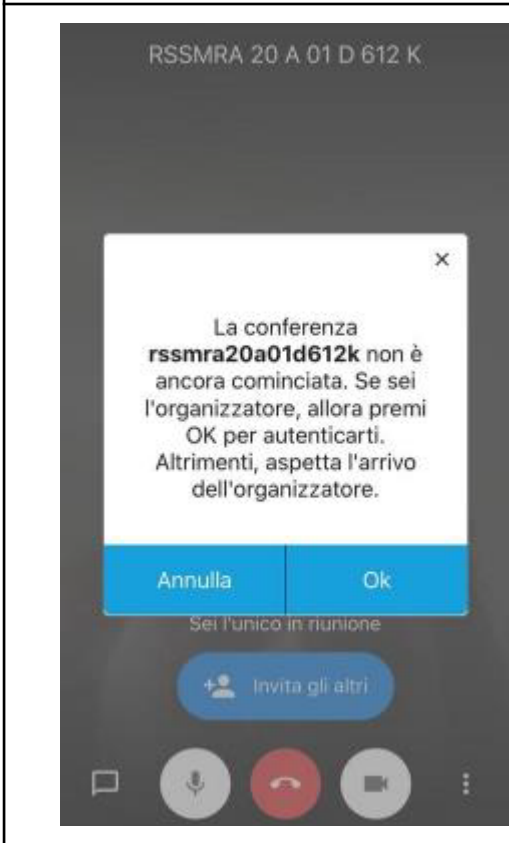 RSSMRA 20 A 01 D 612 K
×
La conferenza
rssmra20a01d612k non è
ancora cominciata. Se sei
l'organizzatore, allora premi
OK per autenticarti.
Altrimenti, aspetta l'arrivo
dell'organizzatore.
Annulla
Ok
Sei l'unico in riunione
Invita gli altri